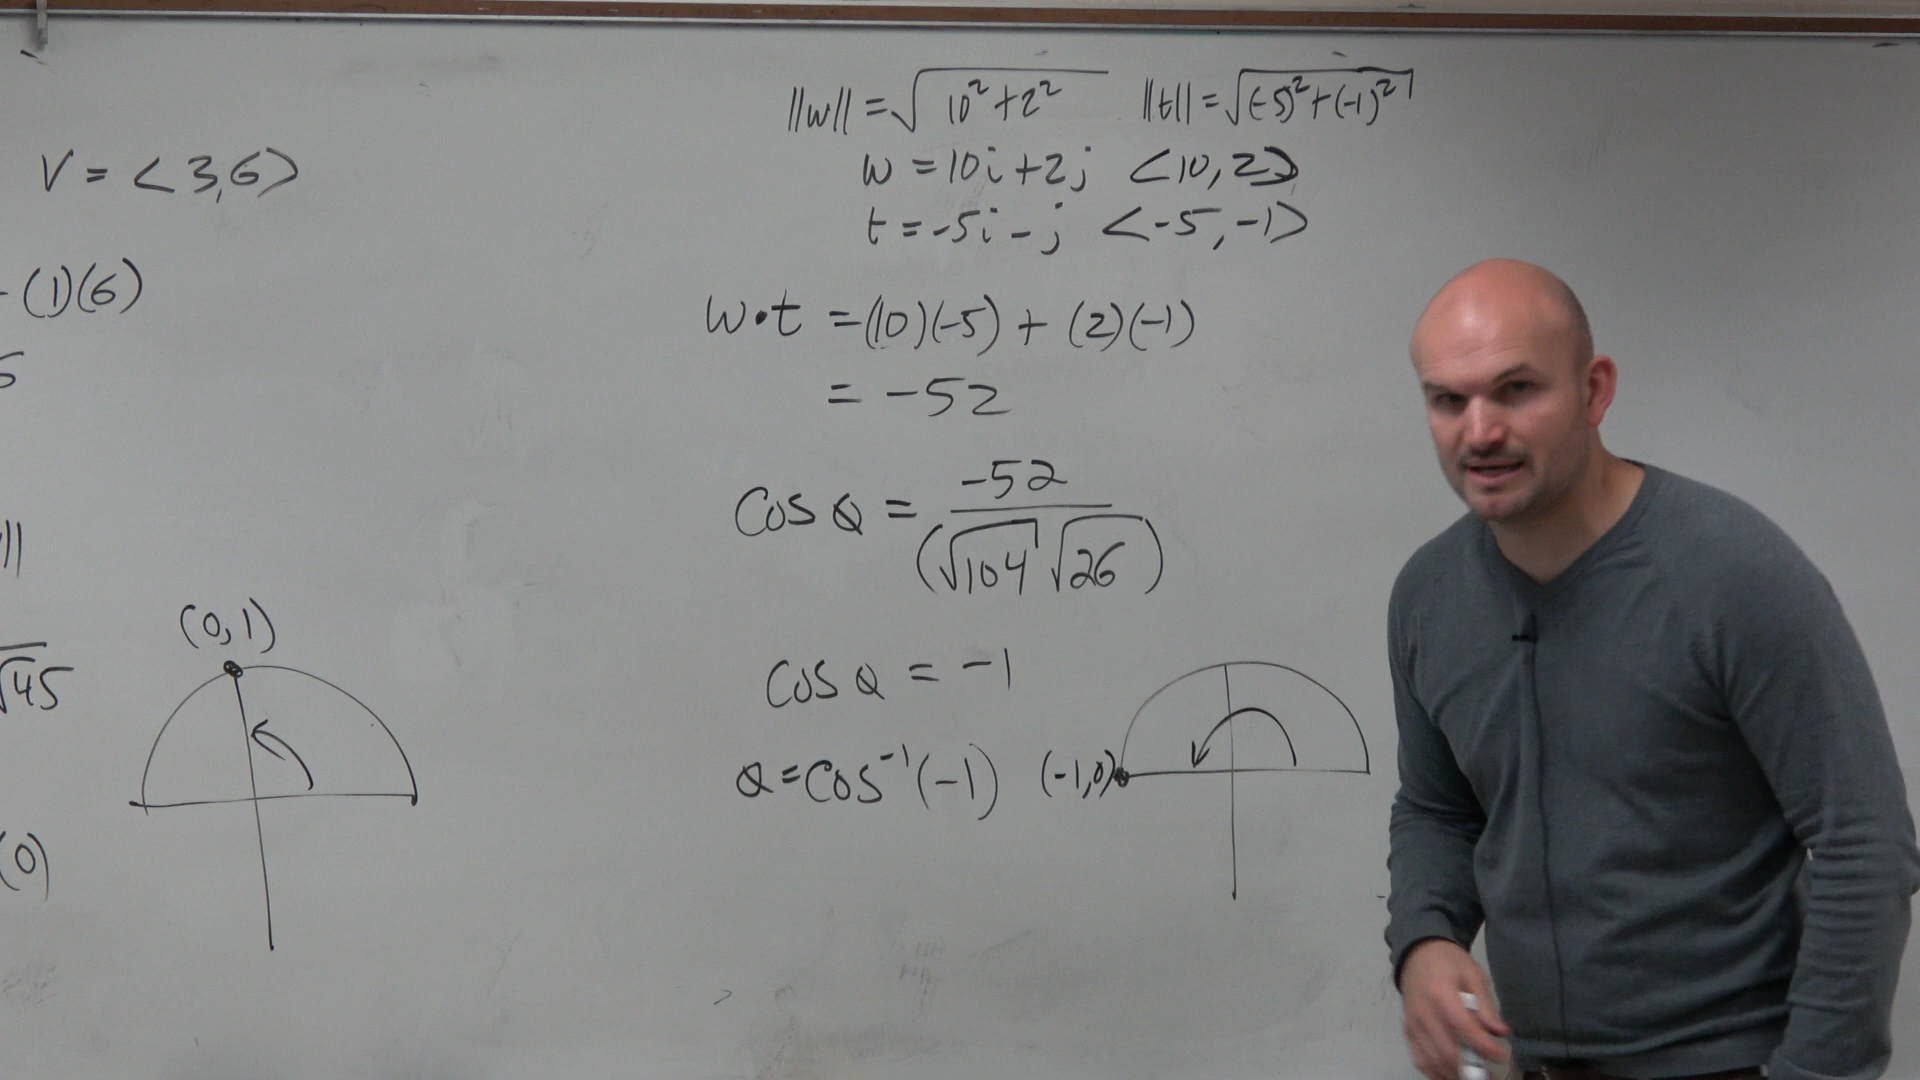 V = <3,6>
- (1)(6)
5
||
(0,1)
√45
(0)
||w|| = √10² + 2²  ||t|| = √(-5)² + (-1)²
w = 10i + 2j  <10, 2>
t = -5i - j  <-5, -1>
w·t = (10)(-5) + (2)(-1)
= -52
Cos θ = -52 / (√104 √26)
Cos θ = -1
θ = Cos⁻¹(-1)  (-1,0)